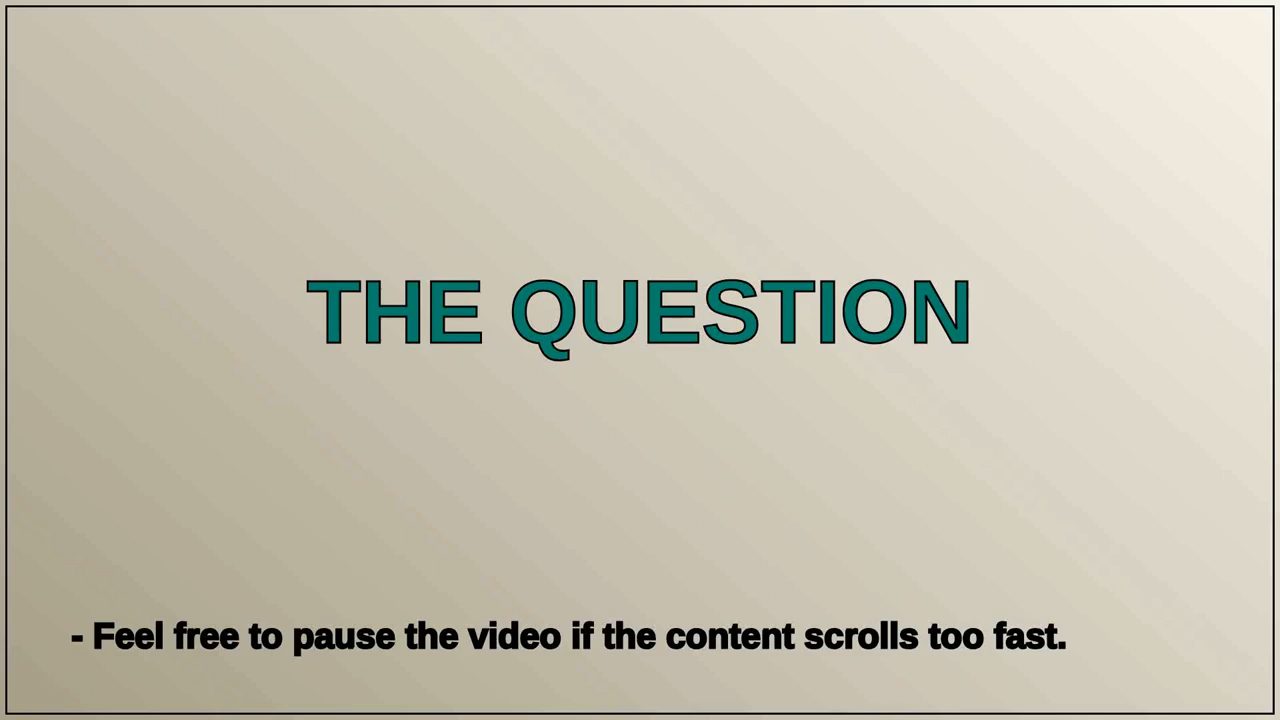 THE QUESTION
- Feel free to pause the video if the content scrolls too fast.